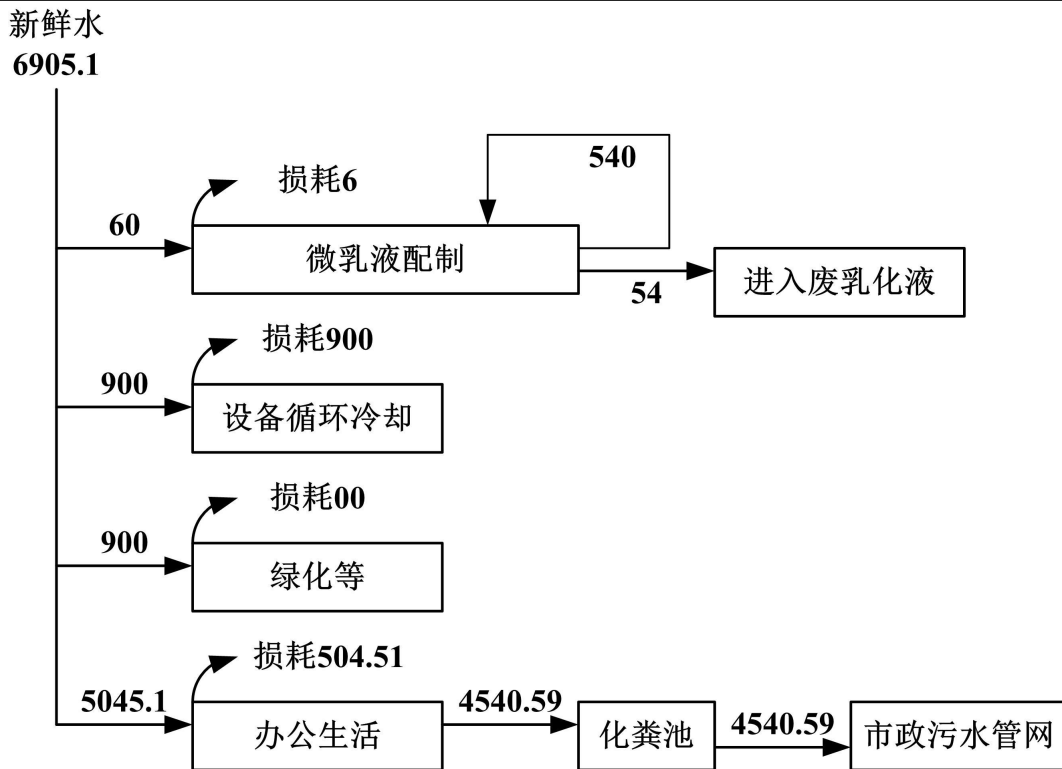 新鲜水
6905.1
540
损耗6
60
微乳液配制
进入废乳化液
54
损耗900
900
设备循环冷却
损耗00
900
绿化等
损耗504.51
5045.1
办公生活
4540.59
化粪池
4540.59
市政污水管网